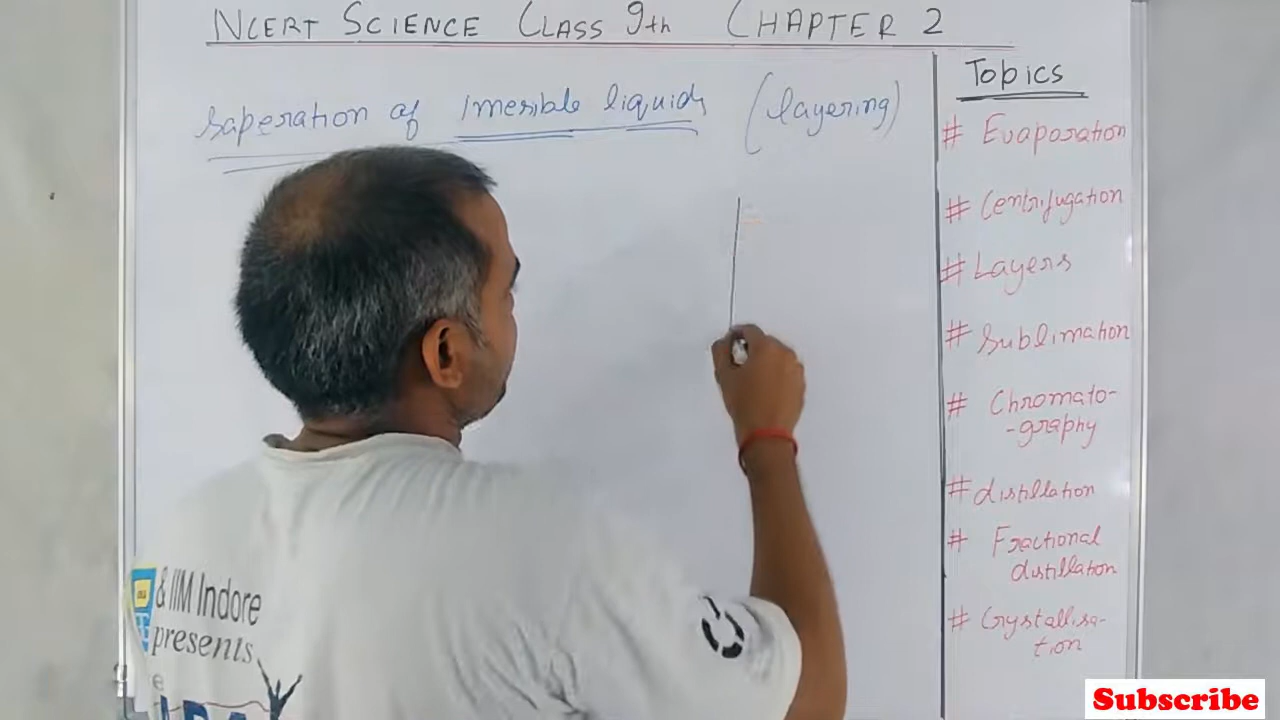 NCERT SCIENCE CLASS 9th CHAPTER 2
saperation of imesible liquids (layering)
Topics
# Evaporation
# Centrifugation
# Layers
# Sublimation
# Chromato-
-graphy
# distillation
# Fractional
distillation
# Crystallisa-
tion
& IIM Indore
presents
Subscribe